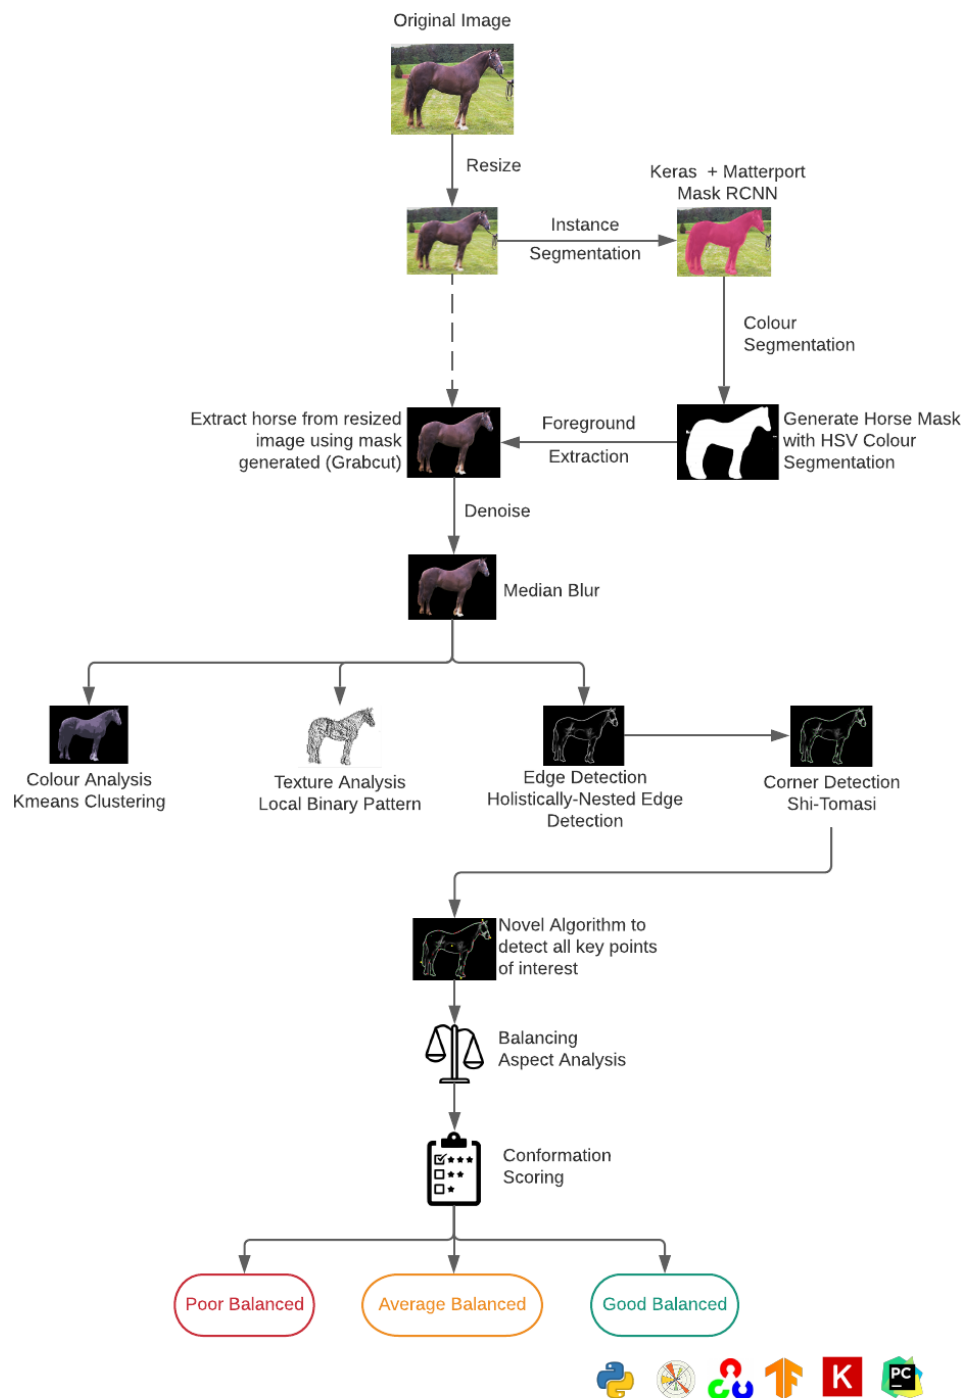 Original Image
Resize
Keras + Matterport
Mask RCNN
Instance
Segmentation
Colour
Segmentation
Extract horse from resized
image using mask
generated (Grabcut)
Foreground
Extraction
Generate Horse Mask
with HSV Colour
Segmentation
Denoise
Median Blur
Colour Analysis
Kmeans Clustering
Texture Analysis
Local Binary Pattern
Edge Detection
Holistically-Nested Edge
Detection
Corner Detection
Shi-Tomasi
Novel Algorithm to
detect all key points
of interest
Balancing
Aspect Analysis
Conformation
Scoring
Poor Balanced
Average Balanced
Good Balanced
K
PC